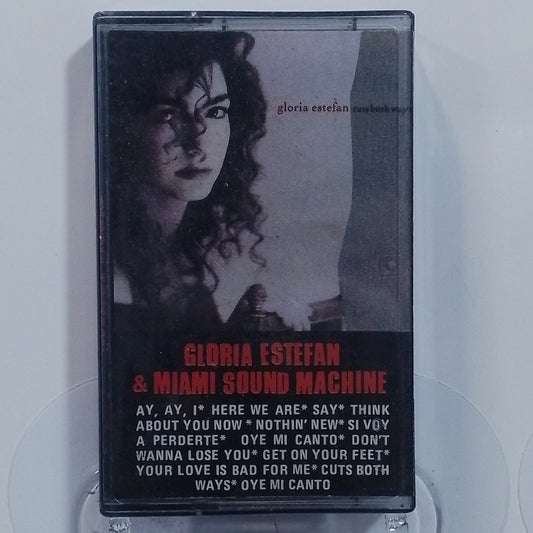 gloria estefan cuts both ways
GLORIA ESTEFAN
& MIAMI SOUND MACHINE
AY, AY, I* HERE WE ARE* SAY* THINK
ABOUT YOU NOW * NOTHIN' NEW* SI VOY
A PERDERTE* OYE MI CANTO* DON'T
WANNA LOSE YOU* GET ON YOUR FEET*
YOUR LOVE IS BAD FOR ME* CUTS BOTH
WAYS* OYE MI CANTO